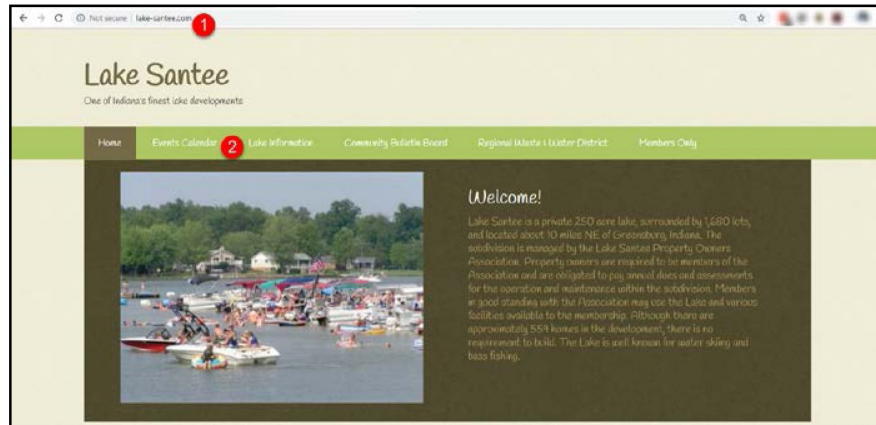 Not secure | lake-santee.com
1
Lake Santee
One of Indiana's finest lake developments
Home Events Calendar Lake Information Community Bulletin Board Regional Waste & Water District Members Only
2
Welcome!
Lake Santee is a private 250 acre lake, surrounded by 1,680 lots,
and located about 10 miles NE of Greensburg, Indiana. The
subdivision is managed by the Lake Santee Property Owners
Association. Property owners are required to be members of the
Association and are obligated to pay annual dues and assessments
for the operation and maintenance within the subdivision. Members
in good standing with the Association may use the Lake and various
facilities available to the membership. Although there are
approximately 559 homes in the development, there is no
requirement to build. The Lake is well known for water skiing and
bass fishing.